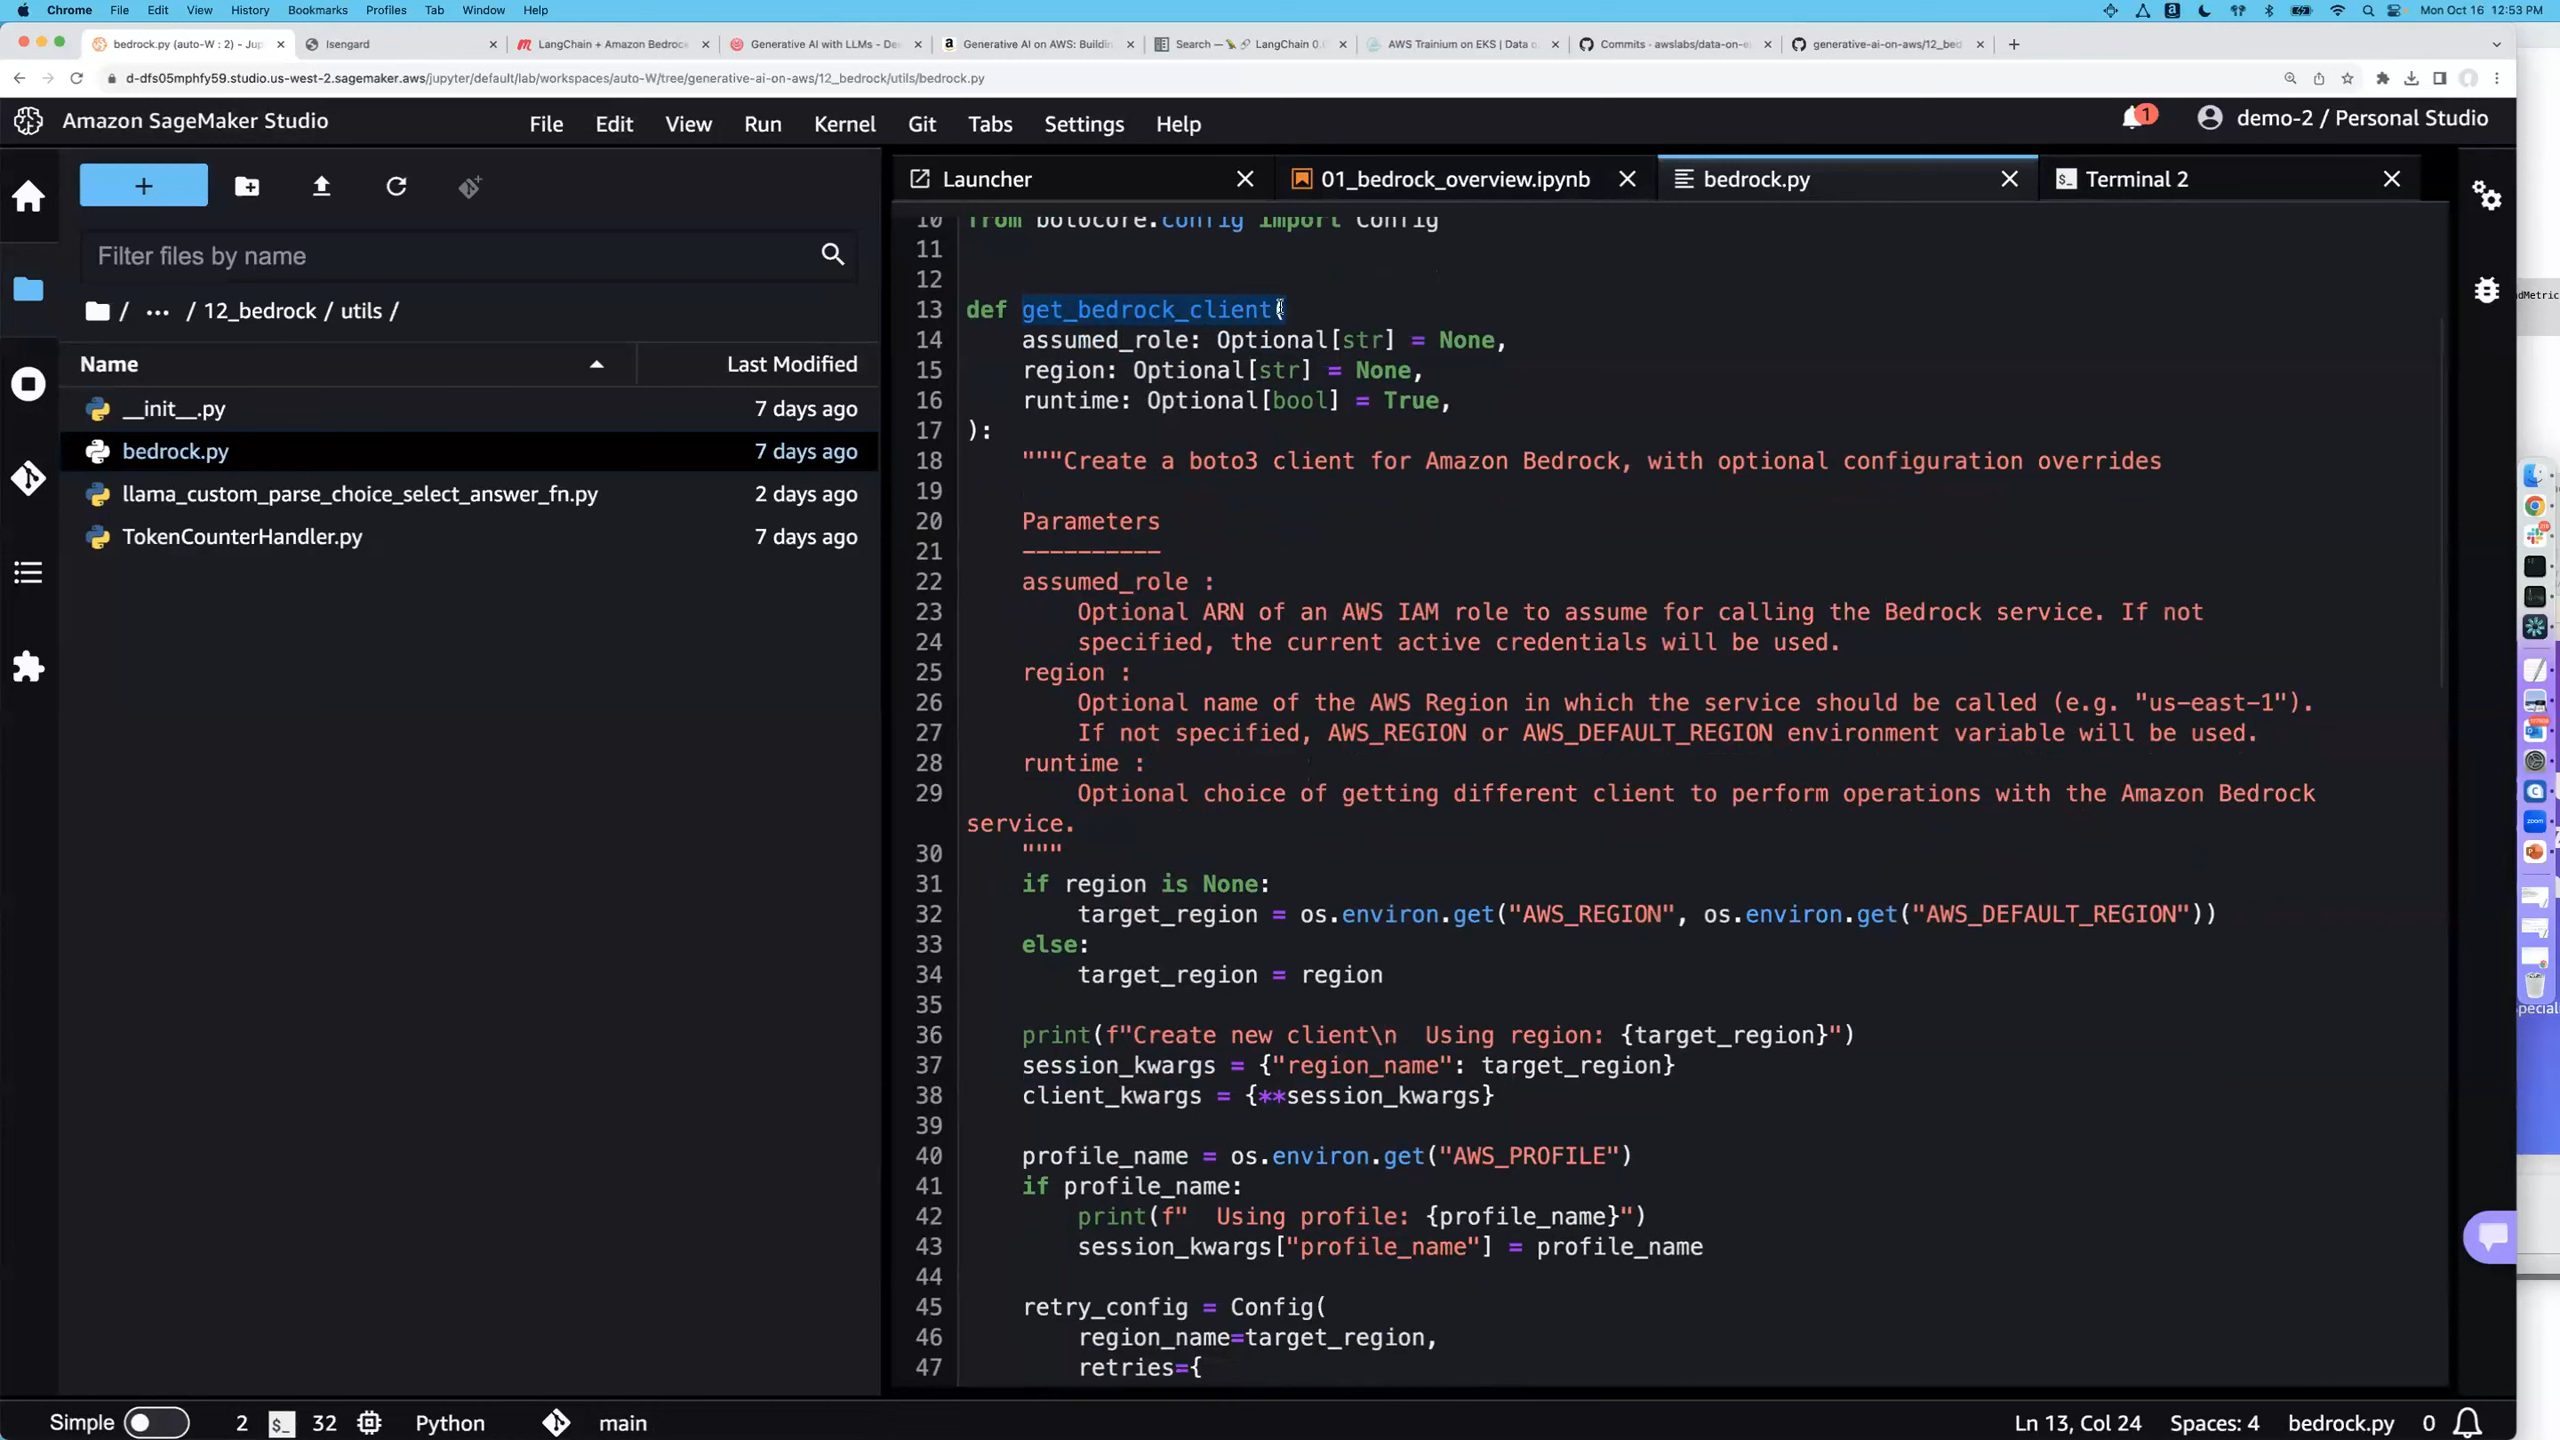 Chrome File Edit View History Bookmarks Profiles Tab Window Help Mon Oct 16 12:53 PM
bedrock.py (auto-W : 2) - Jup Isengard LangChain + Amazon Bedrock Generative AI with LLMs - De Generative AI on AWS: Buildin Search — LangChain 0. AWS Trainium on EKS | Data o Commits · awslabs/data-on-e generative-ai-on-aws/12_bed
d-dfs05mphfy59.studio.us-west-2.sagemaker.aws/jupyter/default/lab/workspaces/auto-W/tree/generative-ai-on-aws/12_bedrock/utils/bedrock.py
Amazon SageMaker Studio File Edit View Run Kernel Git Tabs Settings Help 1 demo-2 / Personal Studio
Launcher 01_bedrock_overview.ipynb bedrock.py Terminal 2
Filter files by name
/ ... / 12_bedrock / utils /
Name Last Modified
__init__.py 7 days ago
bedrock.py 7 days ago
llama_custom_parse_choice_select_answer_fn.py 2 days ago
TokenCounterHandler.py 7 days ago
10 from botocore.config import Config
11
12
13 def get_bedrock_client(
14     assumed_role: Optional[str] = None,
15     region: Optional[str] = None,
16     runtime: Optional[bool] = True,
17 ):
18     """Create a boto3 client for Amazon Bedrock, with optional configuration overrides
19
20     Parameters
21     ----------
22     assumed_role :
23         Optional ARN of an AWS IAM role to assume for calling the Bedrock service. If not
24         specified, the current active credentials will be used.
25     region :
26         Optional name of the AWS Region in which the service should be called (e.g. "us-east-1").
27         If not specified, AWS_REGION or AWS_DEFAULT_REGION environment variable will be used.
28     runtime :
29         Optional choice of getting different client to perform operations with the Amazon Bedrock
service.
30     """
31     if region is None:
32         target_region = os.environ.get("AWS_REGION", os.environ.get("AWS_DEFAULT_REGION"))
33     else:
34         target_region = region
35
36     print(f"Create new client\n  Using region: {target_region}")
37     session_kwargs = {"region_name": target_region}
38     client_kwargs = {**session_kwargs}
39
40     profile_name = os.environ.get("AWS_PROFILE")
41     if profile_name:
42         print(f"  Using profile: {profile_name}")
43         session_kwargs["profile_name"] = profile_name
44
45     retry_config = Config(
46         region_name=target_region,
47         retries={
Simple 2 $_ 32 Python main Ln 13, Col 24 Spaces: 4 bedrock.py 0
ndMetric
zoom
Speciali